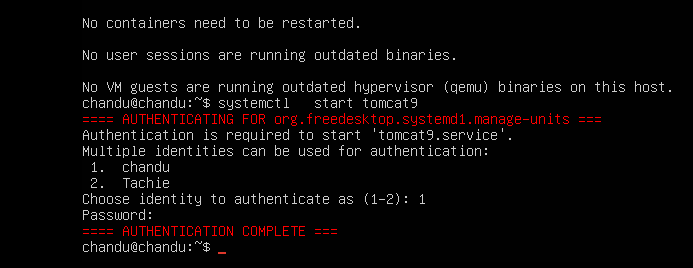 No containers need to be restarted.
No user sessions are running outdated binaries.
No VM guests are running outdated hypervisor (qemu) binaries on this host.
chandu@chandu:~$ systemctl   start tomcat9
==== AUTHENTICATING FOR org.freedesktop.systemd1.manage-units ===
Authentication is required to start 'tomcat9.service'.
Multiple identities can be used for authentication:
 1.  chandu
 2.  Tachie
Choose identity to authenticate as (1-2): 1
Password:
==== AUTHENTICATION COMPLETE ===
chandu@chandu:~$ _